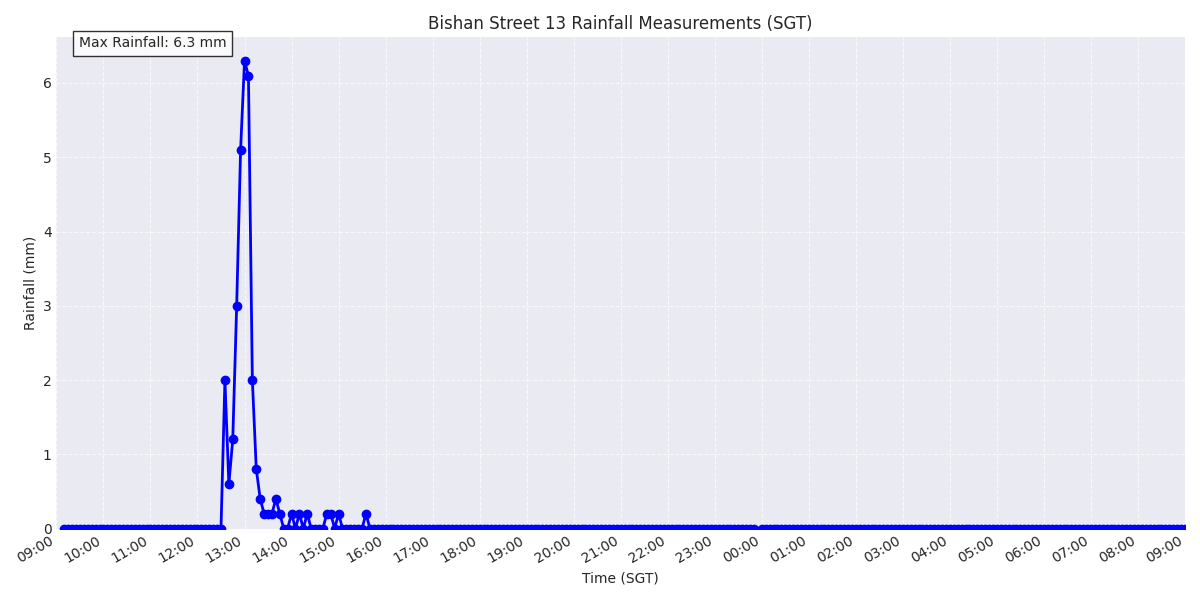 Bishan Street 13 Rainfall Measurements (SGT)
Max Rainfall: 6.3 mm
Rainfall (mm)
6
5
4
3
2
1
0
09:00 10:00 11:00 12:00 13:00 14:00 15:00 16:00 17:00 18:00 19:00 20:00 21:00 22:00 23:00 00:00 01:00 02:00 03:00 04:00 05:00 06:00 07:00 08:00 09:00
Time (SGT)